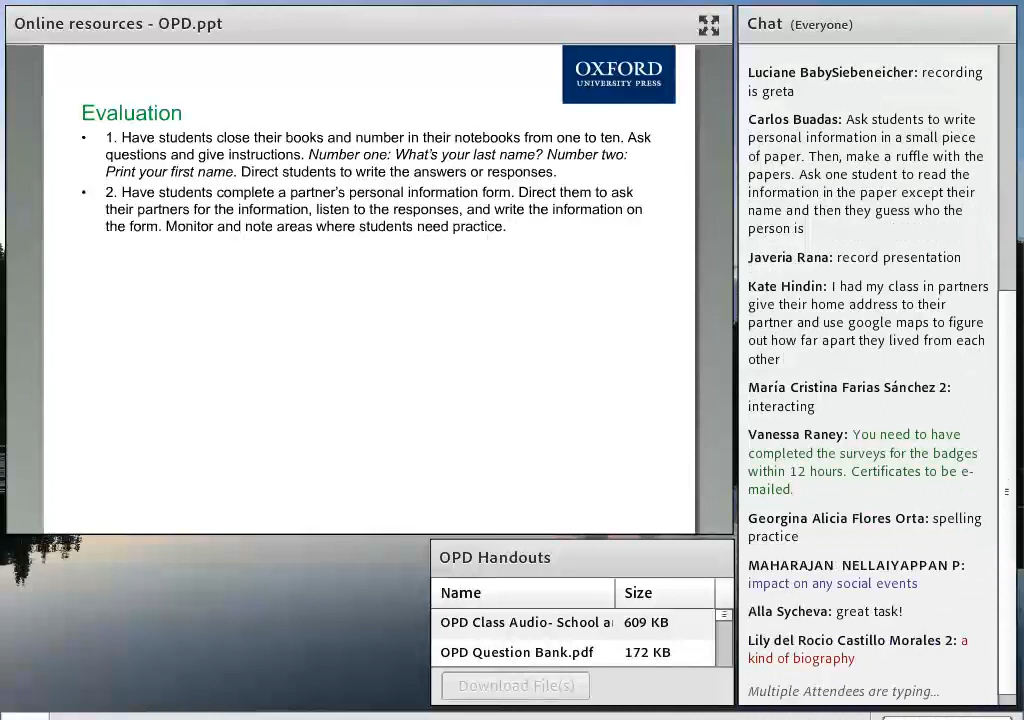 Online resources - OPD.ppt
OXFORD
UNIVERSITY PRESS
Evaluation
• 1. Have students close their books and number in their notebooks from one to ten. Ask
questions and give instructions. Number one: What's your last name? Number two:
Print your first name. Direct students to write the answers or responses.
• 2. Have students complete a partner's personal information form. Direct them to ask
their partners for the information, listen to the responses, and write the information on
the form. Monitor and note areas where students need practice.
OPD Handouts
Name Size
OPD Class Audio- School a 609 KB
OPD Question Bank.pdf 172 KB
Download File(s)
Chat (Everyone)
Luciane BabySiebeneicher: recording
is greta
Carlos Buadas: Ask students to write
personal information in a small piece
of paper. Then, make a ruffle with the
papers. Ask one student to read the
information in the paper except their
name and then they guess who the
person is
Javeria Rana: record presentation
Kate Hindin: I had my class in partners
give their home address to their
partner and use google maps to figure
out how far apart they lived from each
other
María Cristina Farias Sánchez 2:
interacting
Vanessa Raney: You need to have
completed the surveys for the badges
within 12 hours. Certificates to be e-
mailed.
Georgina Alicia Flores Orta: spelling
practice
MAHARAJAN NELLAIYAPPAN P:
impact on any social events
Alla Sycheva: great task!
Lily del Rocio Castillo Morales 2: a
kind of biography
Multiple Attendees are typing...